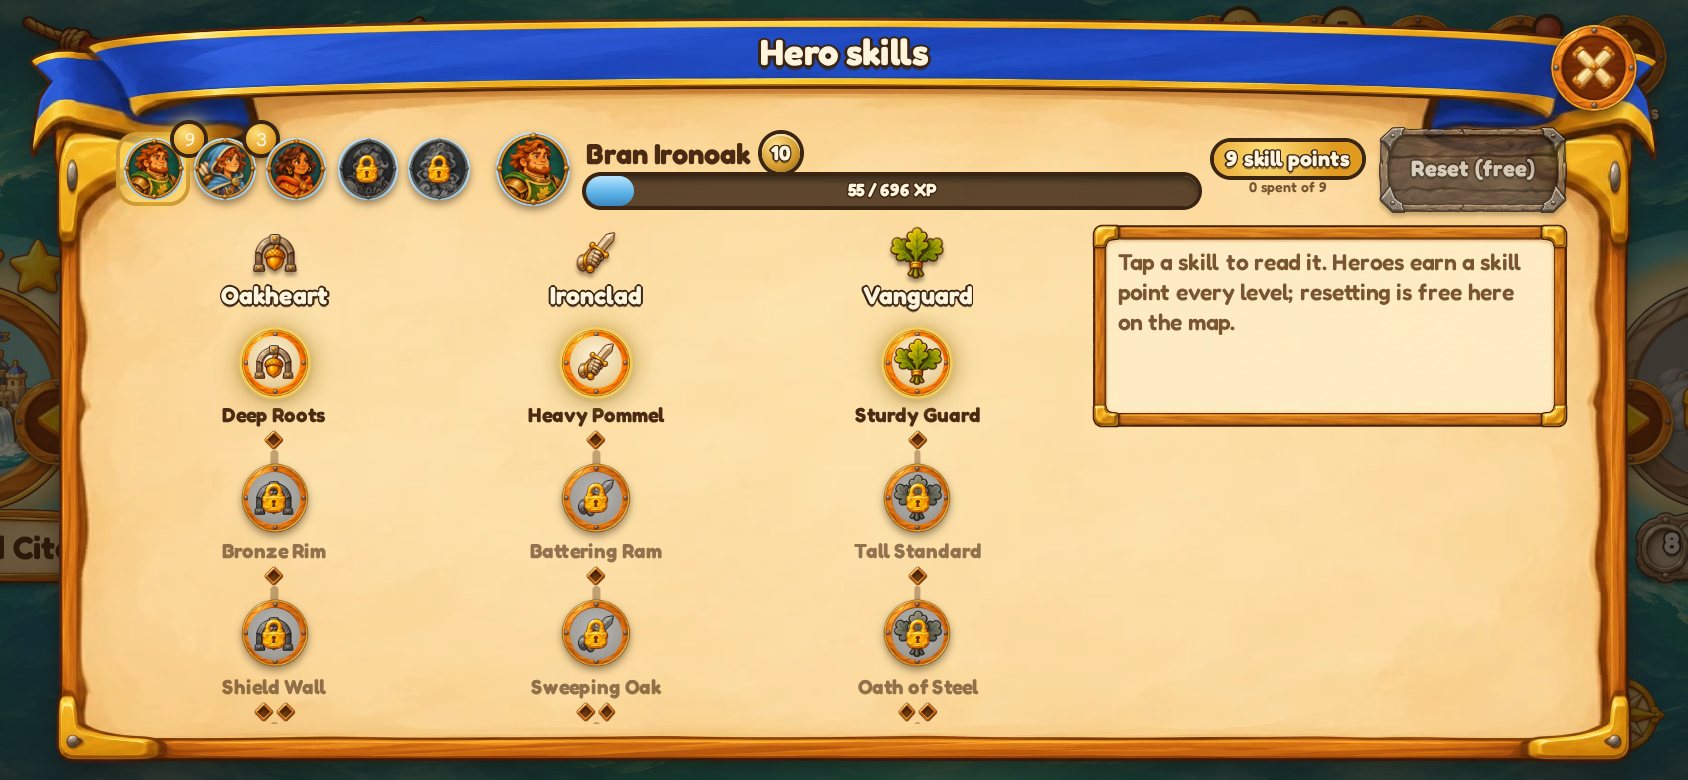 Hero skills
9
3
Bran Ironoak 10
55 / 696 XP
9 skill points
0 spent of 9
Reset (free)
Oakheart
Ironclad
Vanguard
Tap a skill to read it. Heroes earn a skill
point every level; resetting is free here
on the map.
Deep Roots
Heavy Pommel
Sturdy Guard
Bronze Rim
Battering Ram
Tall Standard
Shield Wall
Sweeping Oak
Oath of Steel
8